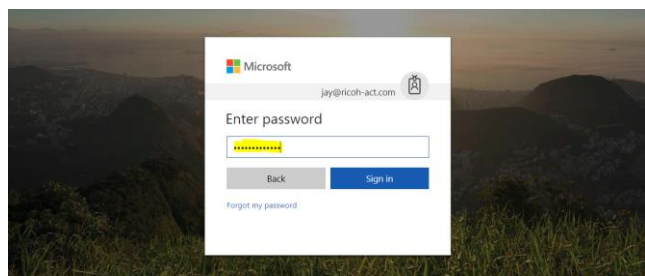 Microsoft
jay@ricoh-act.com
Enter password
•••••••••••••
Back Sign in
Forgot my password